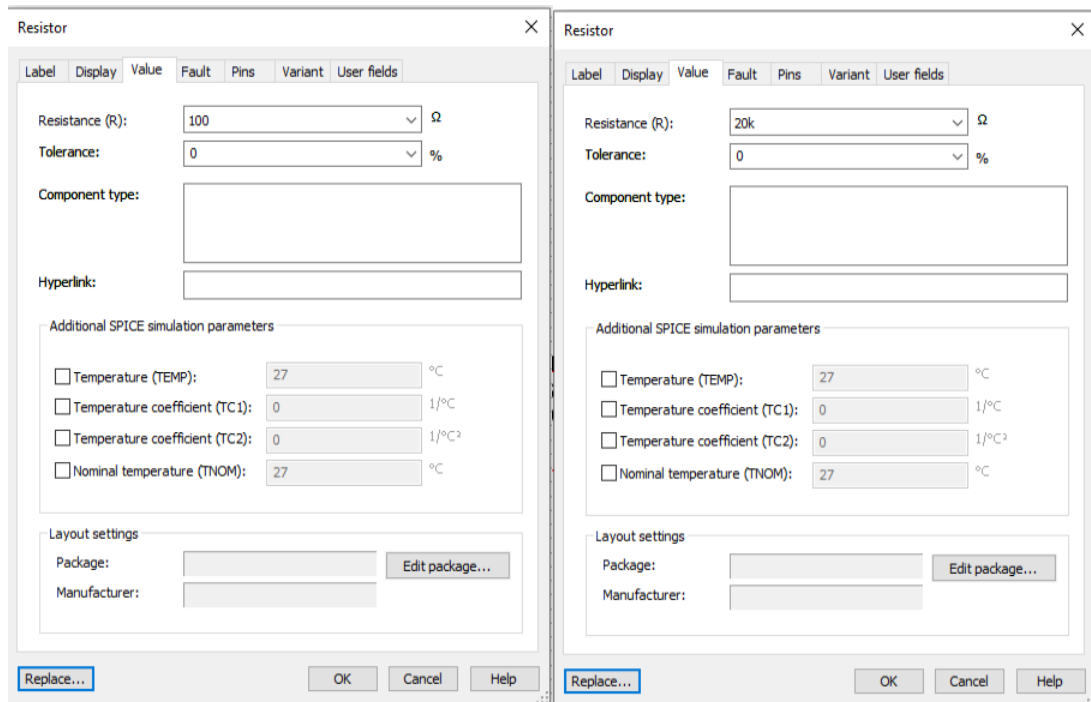 Resistor
Label Display Value Fault Pins Variant User fields
Resistance (R): 100 Ω
Tolerance: 0 %
Component type:
Hyperlink:
Additional SPICE simulation parameters
Temperature (TEMP): 27 °C
Temperature coefficient (TC1): 0 1/°C
Temperature coefficient (TC2): 0 1/°C²
Nominal temperature (TNOM): 27 °C
Layout settings
Package: Edit package...
Manufacturer:
Replace... OK Cancel Help
Resistor
Label Display Value Fault Pins Variant User fields
Resistance (R): 20k Ω
Tolerance: 0 %
Component type:
Hyperlink:
Additional SPICE simulation parameters
Temperature (TEMP): 27 °C
Temperature coefficient (TC1): 0 1/°C
Temperature coefficient (TC2): 0 1/°C²
Nominal temperature (TNOM): 27 °C
Layout settings
Package: Edit package...
Manufacturer:
Replace... OK Cancel Help